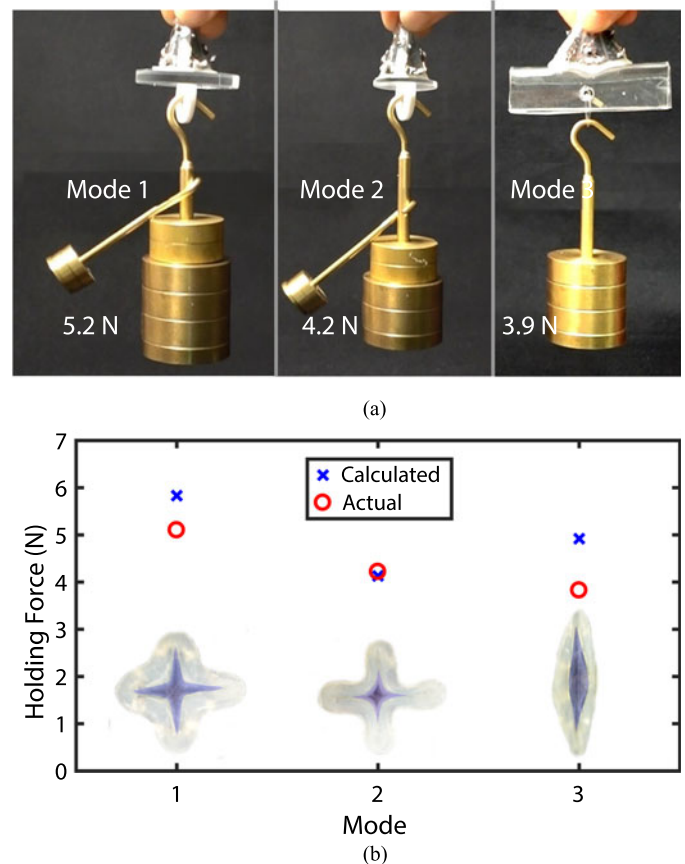 Mode 1
Mode 2
Mode 3
5.2 N
4.2 N
3.9 N
(a)
7
6
5
4
3
2
1
0
Holding Force (N)
Calculated
Actual
1
2
3
Mode
(b)